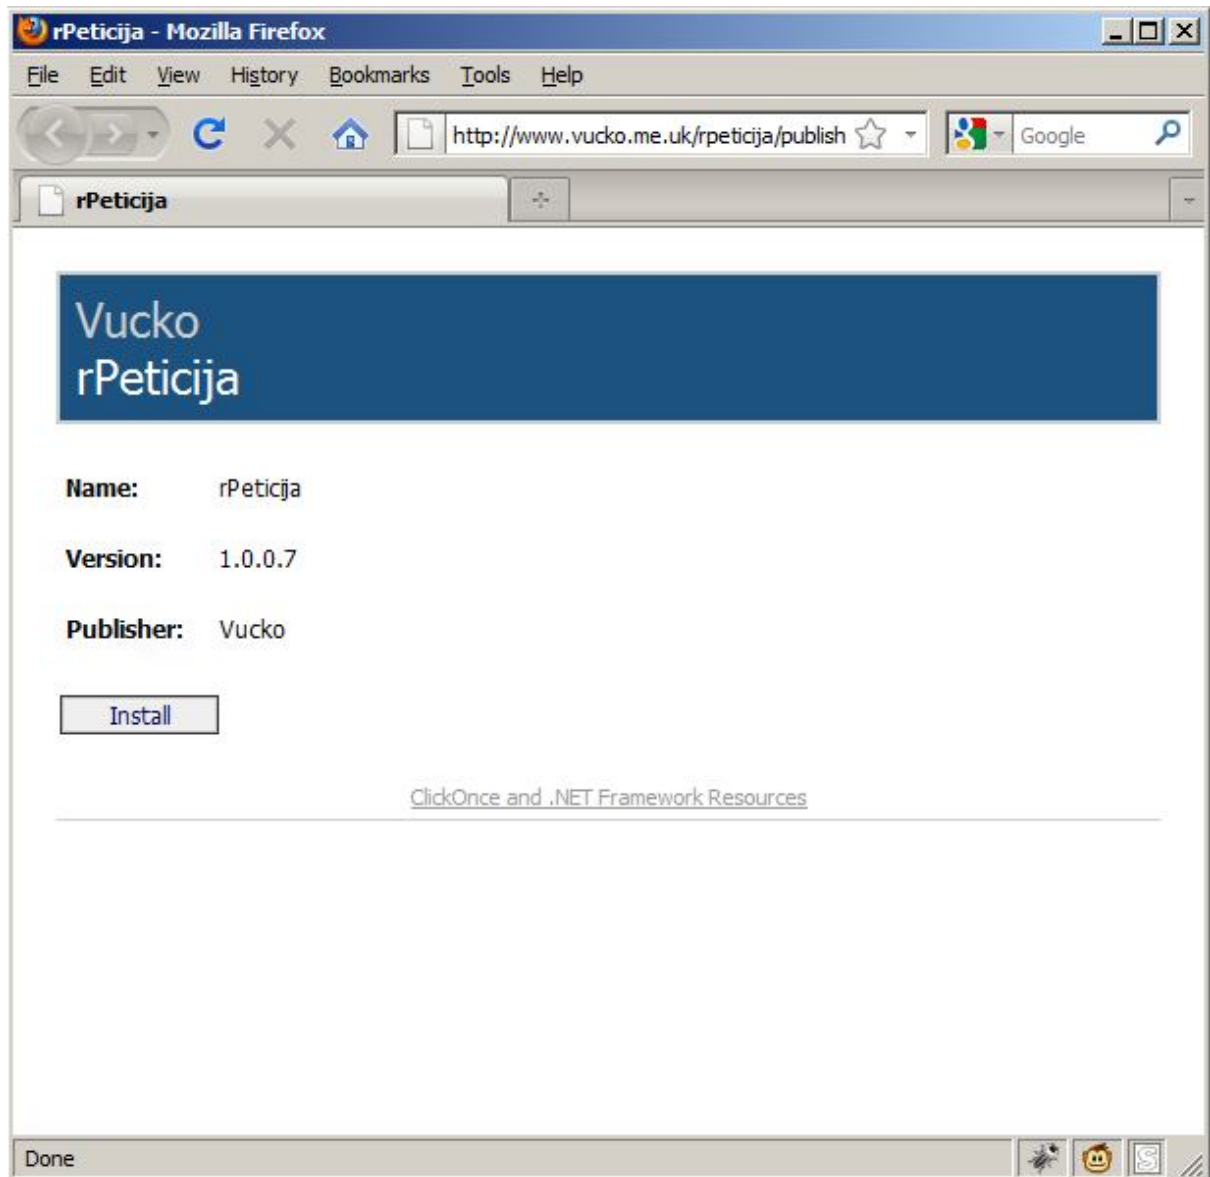 rPeticija - Mozilla Firefox
File Edit View History Bookmarks Tools Help
http://www.vucko.me.uk/rpeticija/publish Google
rPeticija
Vucko
rPeticija
Name: rPeticija
Version: 1.0.0.7
Publisher: Vucko
Install
ClickOnce and .NET Framework Resources
Done